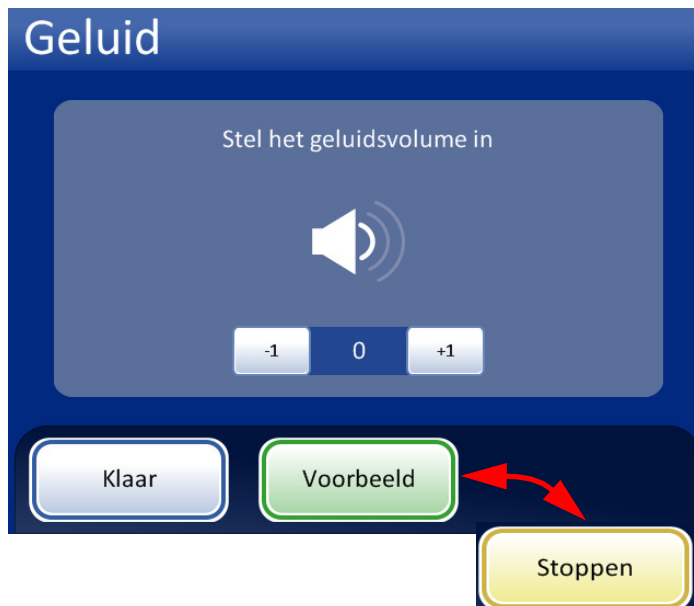 Geluid
Stel het geluidsvolume in
-1 0 +1
Klaar Voorbeeld
Stoppen